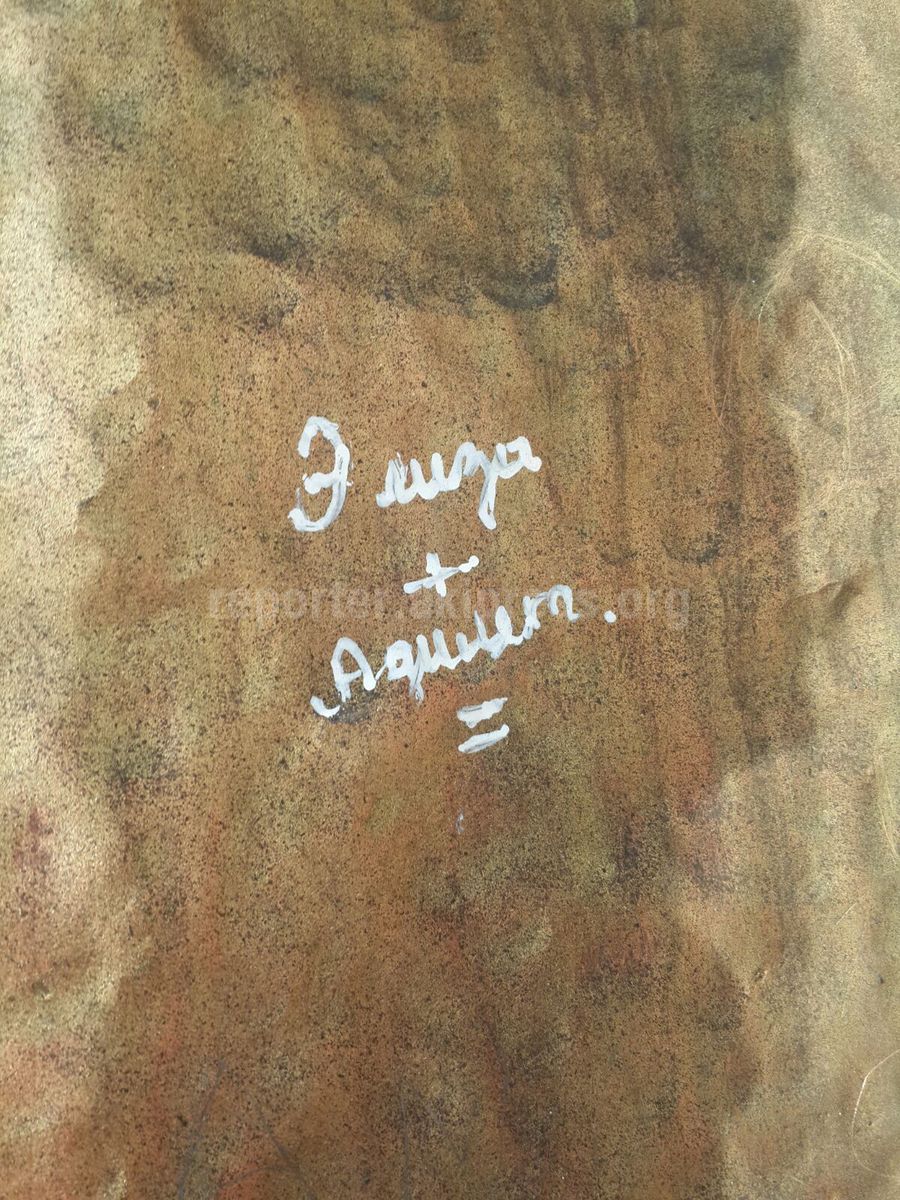 Элиза
+
Адилет.
=
reporter.akipress.org